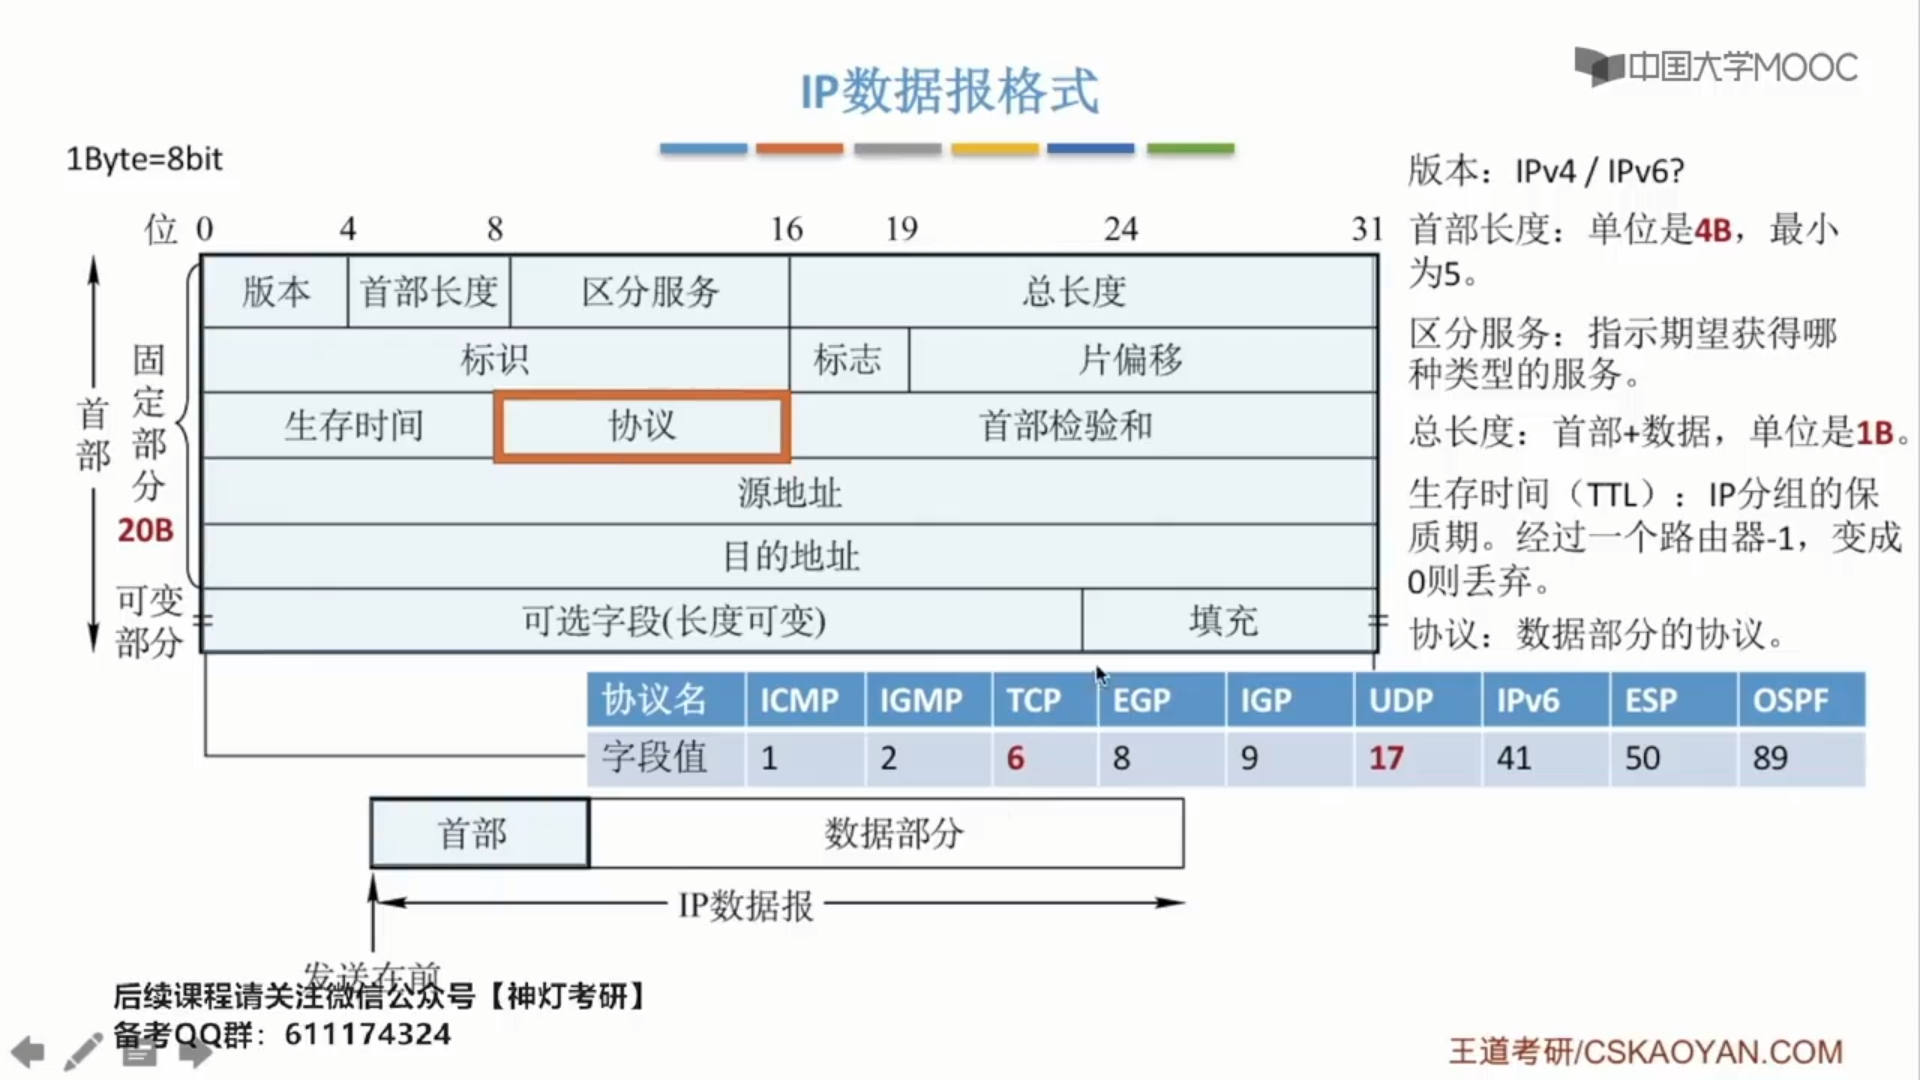 中国大学MOOC
IP数据报格式
1Byte=8bit
位 0 4 8 16 19 24 31
版本 首部长度 区分服务 总长度
标识 标志 片偏移
生存时间 协议 首部检验和
源地址
目的地址
可选字段(长度可变) 填充
首部
固定部分
20B
可变
部分
版本：IPv4 / IPv6?
首部长度：单位是4B，最小
为5。
区分服务：指示期望获得哪
种类型的服务。
总长度：首部+数据，单位是1B。
生存时间（TTL）：IP分组的保
质期。经过一个路由器-1，变成
0则丢弃。
协议：数据部分的协议。
协议名 ICMP IGMP TCP EGP IGP UDP IPv6 ESP OSPF
字段值 1 2 6 8 9 17 41 50 89
首部 数据部分
IP数据报
发送在前
后续课程请关注微信公众号【神灯考研】
备考QQ群：611174324
王道考研/CSKAOYAN.COM